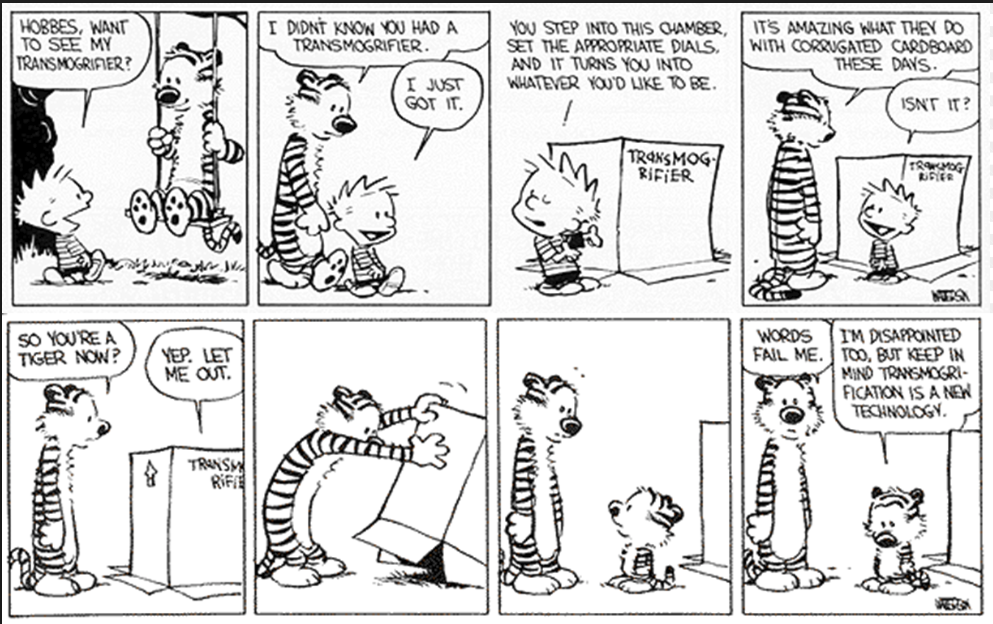 HOBBES, WANT
TO SEE MY
TRANSMOGRIFIER?
I DIDN'T KNOW YOU HAD A
TRANSMOGRIFIER.
I JUST
GOT IT.
YOU STEP INTO THIS CHAMBER,
SET THE APPROPRIATE DIALS,
AND IT TURNS YOU INTO
WHATEVER YOU'D LIKE TO BE.
TRANSMOG-
RIFIER
IT'S AMAZING WHAT THEY DO
WITH CORRUGATED CARDBOARD
THESE DAYS.
ISN'T IT?
TRANSMOG
RIFIER
WATTERSON
SO YOU'RE A
TIGER NOW?
YEP. LET
ME OUT.
TRANSM
RIFIE
WORDS
FAIL ME.
I'M DISAPPOINTED
TOO, BUT KEEP IN
MIND TRANSMOGRI-
FICATION IS A NEW
TECHNOLOGY.
WATTERSON